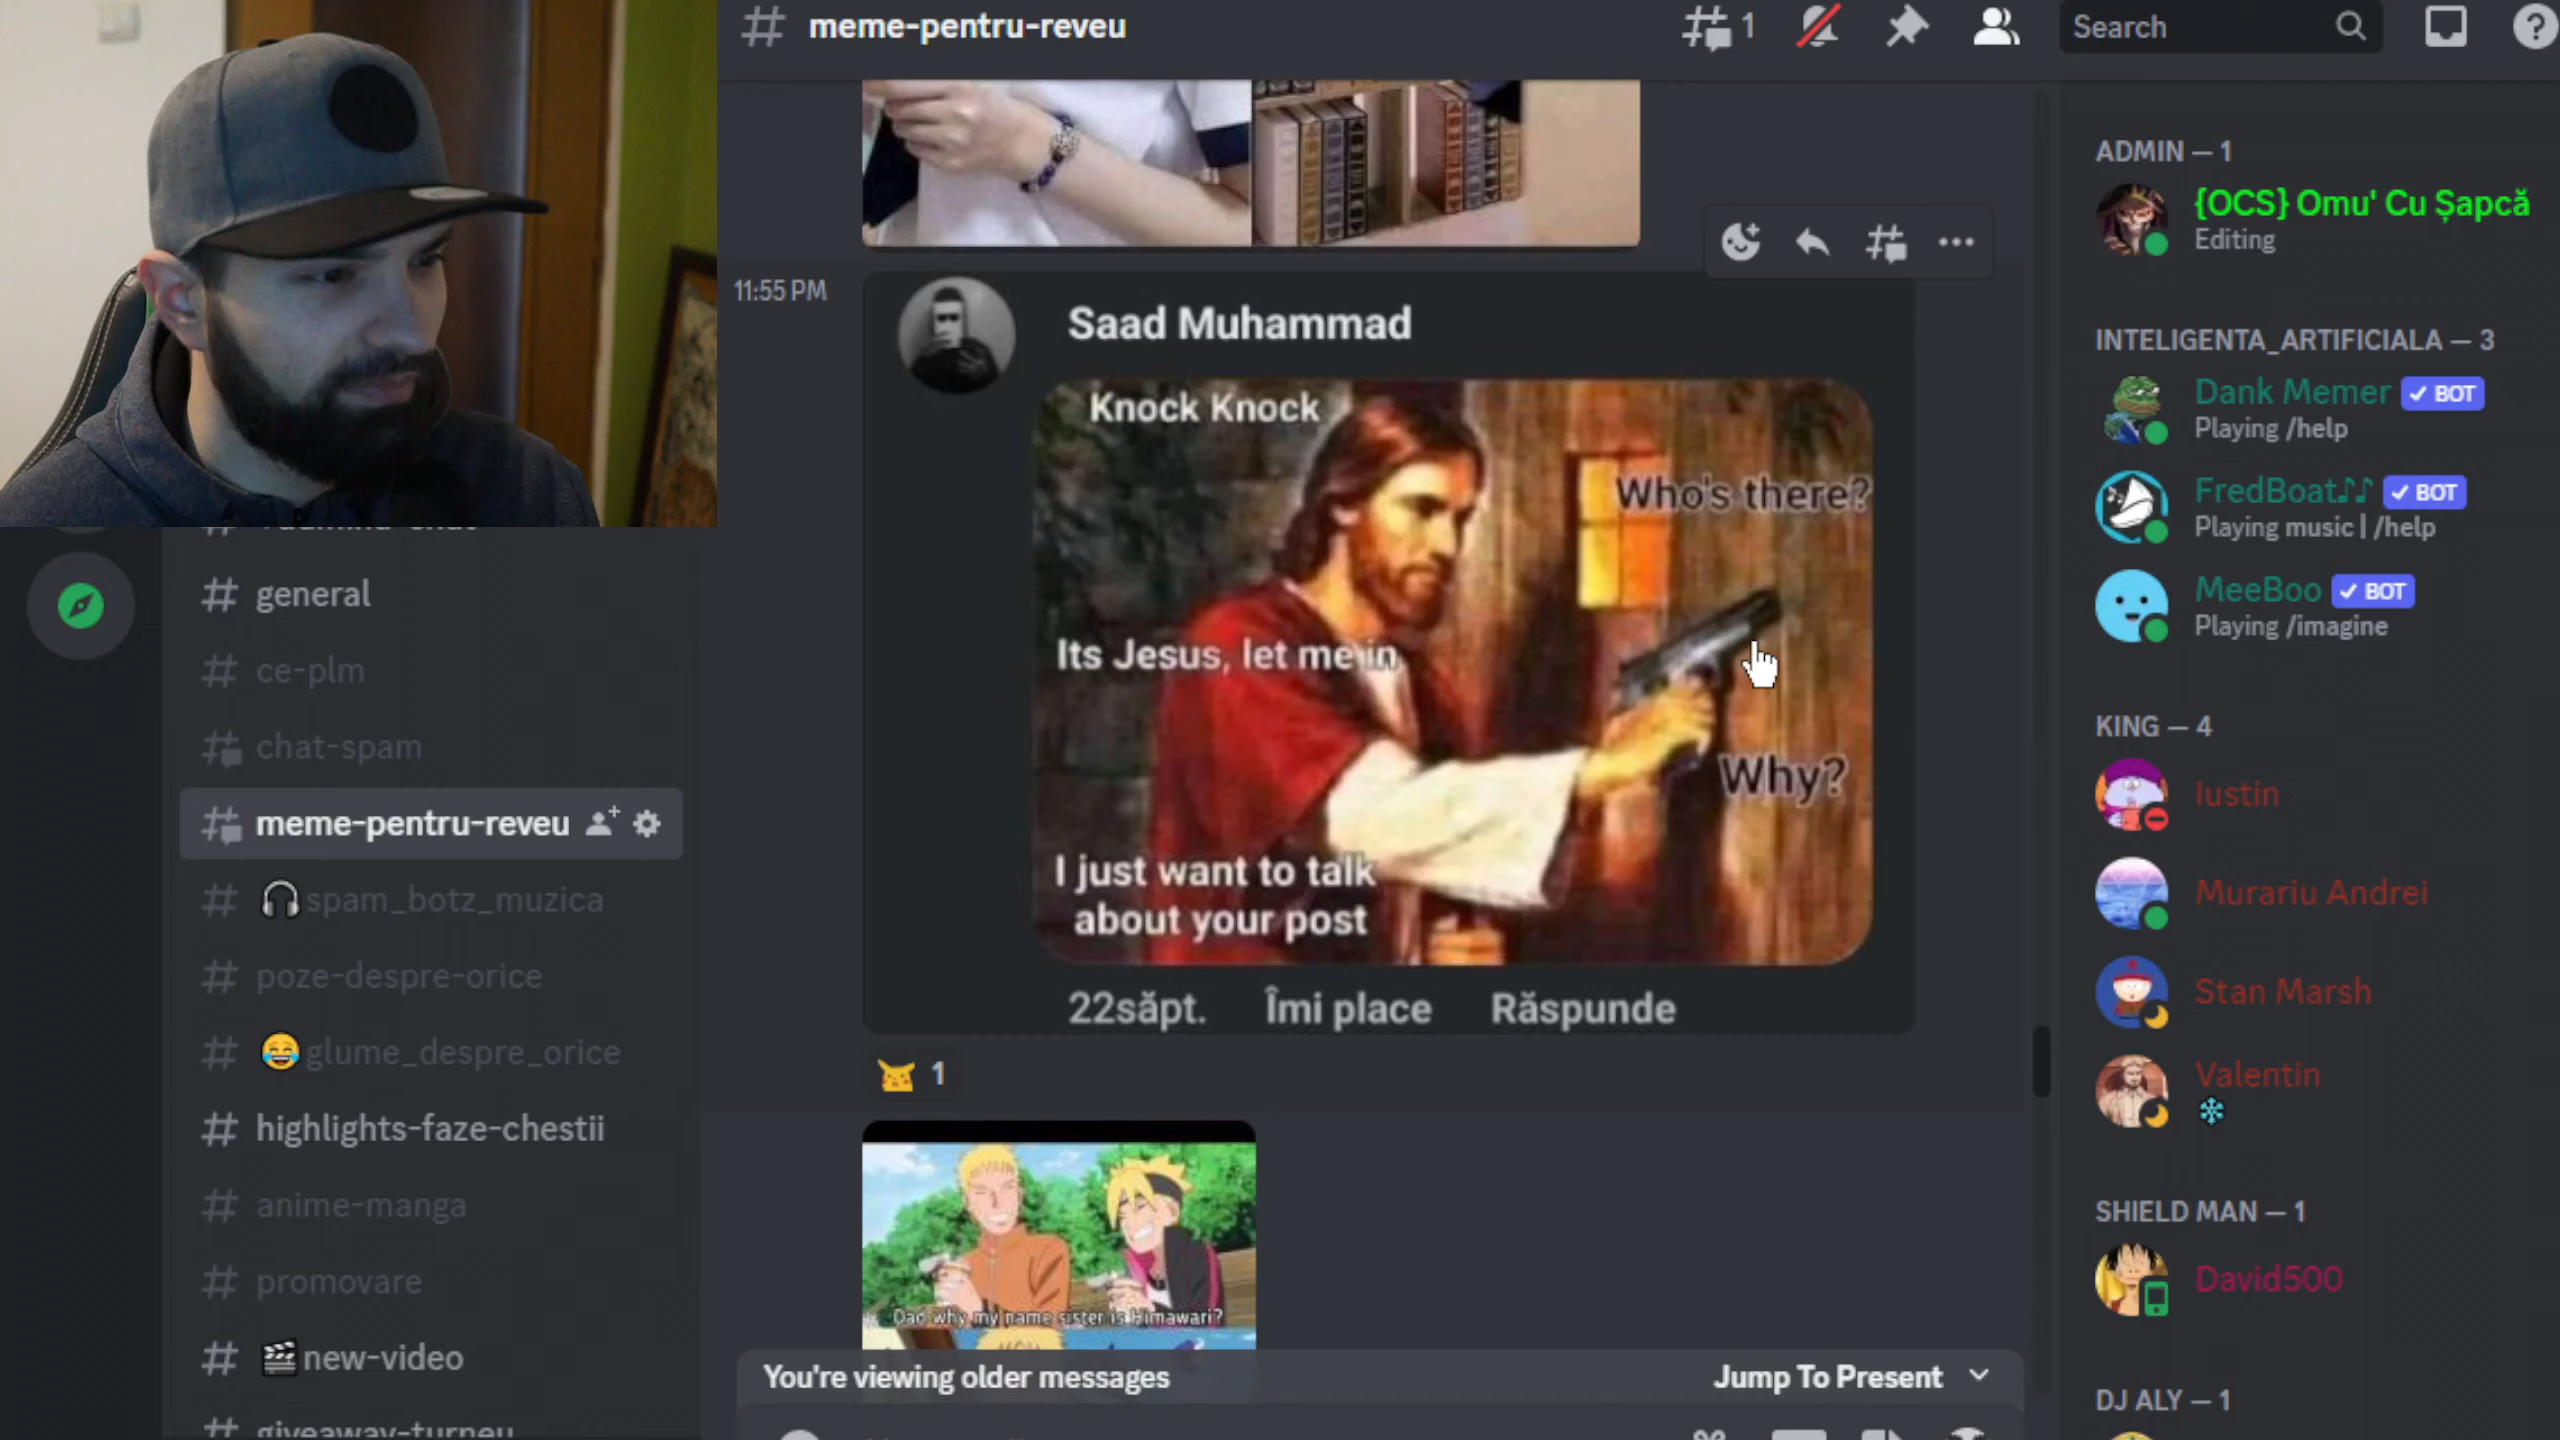 meme-pentru-reveu
1
Search
general
ce-plm
chat-spam
meme-pentru-reveu
spam_botz_muzica
poze-despre-orice
glume_despre_orice
highlights-faze-chestii
anime-manga
promovare
new-video
giveaway-turneu
11:55 PM
Saad Muhammad
Knock Knock
Who's there?
Its Jesus, let me in
Why?
I just want to talk
about your post
22săpt. Îmi place Răspunde
1
Dad why my name sister is Himawari?
You're viewing older messages
Jump To Present
ADMIN — 1
{OCS} Omu' Cu Șapcă
Editing
INTELIGENTA_ARTIFICIALA — 3
Dank Memer BOT
Playing /help
FredBoat♪♪ BOT
Playing music | /help
MeeBoo BOT
Playing /imagine
KING — 4
Iustin
Murariu Andrei
Stan Marsh
Valentin
SHIELD MAN — 1
David500
DJ ALY — 1